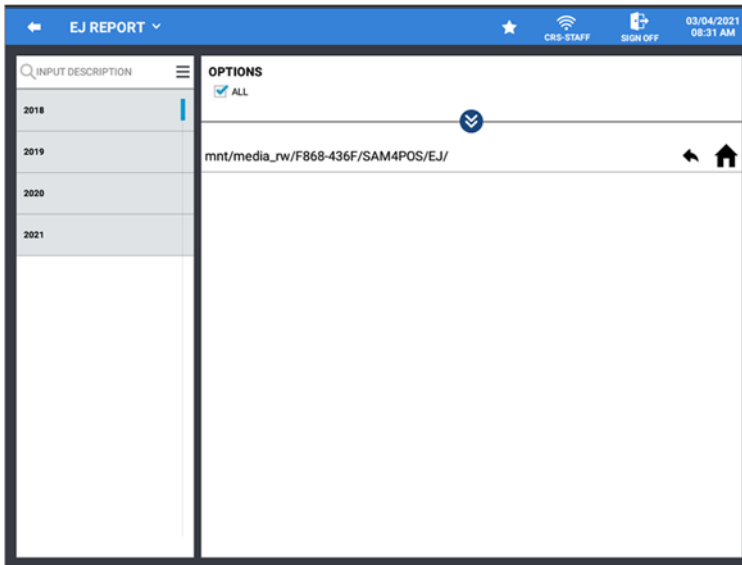 EJ REPORT
CRS-STAFF
SIGN OFF
03/04/2021
08:31 AM
INPUT DESCRIPTION
2018
2019
2020
2021
OPTIONS
ALL
mnt/media_rw/F868-436F/SAM4POS/EJ/